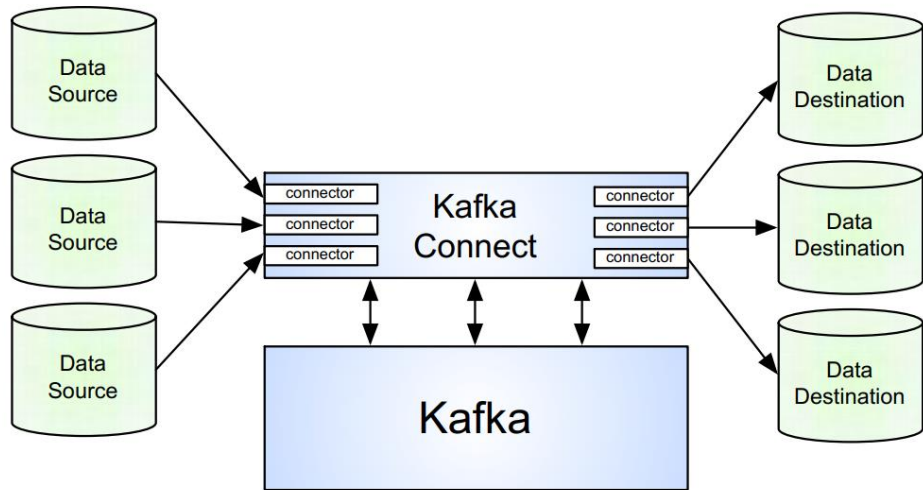 Data
Source
Data
Destination
connector
connector
Kafka
Connect
Data
Source
connector
connector
Data
Destination
connector
connector
Data
Source
Kafka
Data
Destination